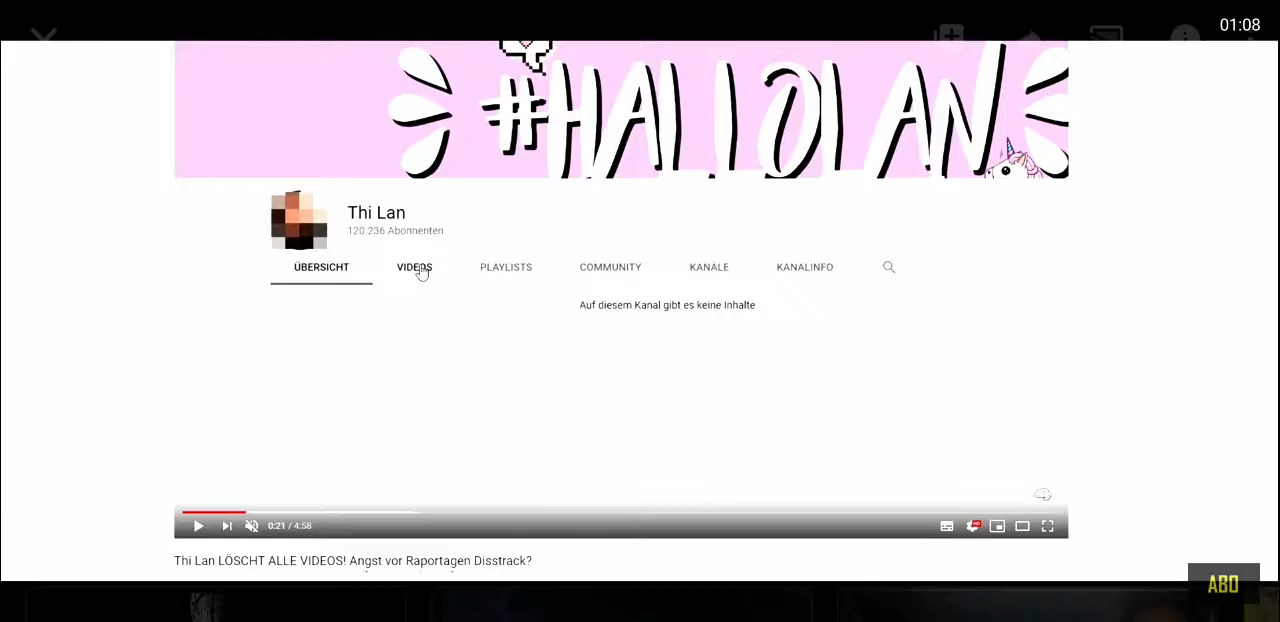 01:08
#HALLOLAN
Thi Lan
120 236 Abonnenten
ÜBERSICHT VIDEOS PLAYLISTS COMMUNITY KANÄLE KANALINFO
Auf diesem Kanal gibt es keine Inhalte
0:21 / 4:58
HD
Thi Lan LÖSCHT ALLE VIDEOS! Angst vor Raportagen Disstrack?
ABO